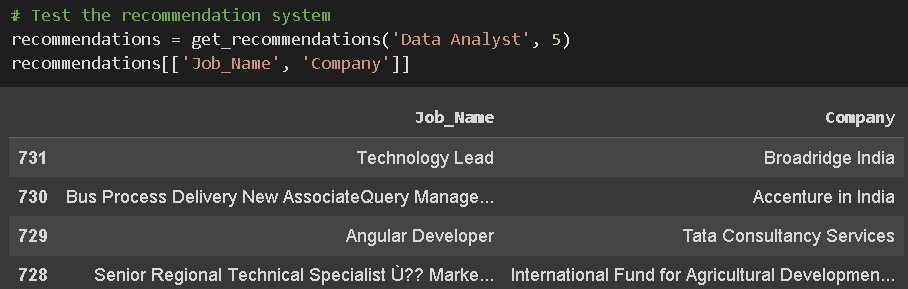 # Test the recommendation system
recommendations = get_recommendations('Data Analyst', 5)
recommendations[['Job_Name', 'Company']]
Job_Name Company
731 Technology Lead Broadridge India
730 Bus Process Delivery New AssociateQuery Manage... Accenture in India
729 Angular Developer Tata Consultancy Services
728 Senior Regional Technical Specialist Ù?? Marke... International Fund for Agricultural Developmen...